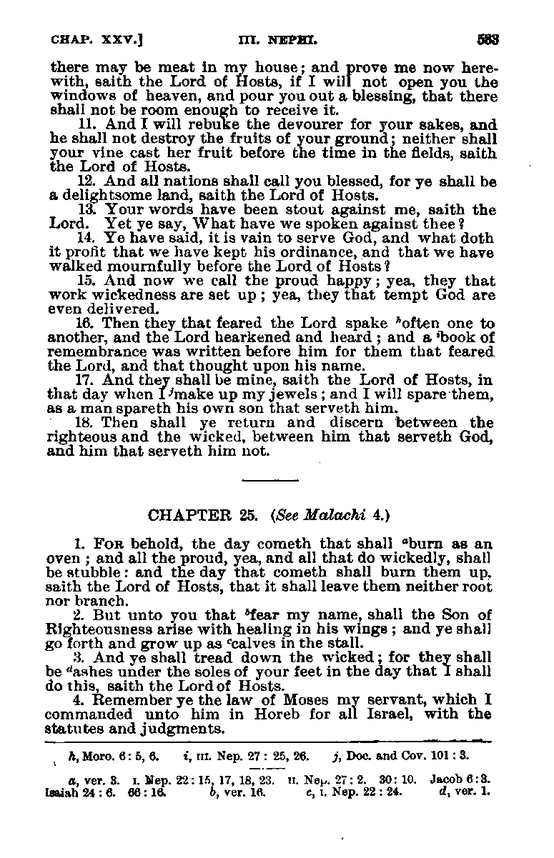 CHAP. XXV.] III. NEPHI. 583
there may be meat in my house; and prove me now here-
with, saith the Lord of Hosts, if I will not open you the
windows of heaven, and pour you out a blessing, that there
shall not be room enough to receive it.
11. And I will rebuke the devourer for your sakes, and
he shall not destroy the fruits of your ground; neither shall
your vine cast her fruit before the time in the fields, saith
the Lord of Hosts.
12. And all nations shall call you blessed, for ye shall be
a delightsome land, saith the Lord of Hosts.
13. Your words have been stout against me, saith the
Lord. Yet ye say, What have we spoken against thee?
14. Ye have said, it is vain to serve God, and what doth
it profit that we have kept his ordinance, and that we have
walked mournfully before the Lord of Hosts?
15. And now we call the proud happy; yea, they that
work wickedness are set up; yea, they that tempt God are
even delivered.
16. Then they that feared the Lord spake ʰoften one to
another, and the Lord hearkened and heard; and a ⁱbook of
remembrance was written before him for them that feared
the Lord, and that thought upon his name.
17. And they shall be mine, saith the Lord of Hosts, in
that day when I ʲmake up my jewels; and I will spare them,
as a man spareth his own son that serveth him.
18. Then shall ye return and discern between the
righteous and the wicked, between him that serveth God,
and him that serveth him not.
CHAPTER 25. (See Malachi 4.)
1. FOR behold, the day cometh that shall ᵃburn as an
oven; and all the proud, yea, and all that do wickedly, shall
be stubble: and the day that cometh shall burn them up,
saith the Lord of Hosts, that it shall leave them neither root
nor branch.
2. But unto you that ᵇfear my name, shall the Son of
Righteousness arise with healing in his wings; and ye shall
go forth and grow up as ᶜcalves in the stall.
3. And ye shall tread down the wicked; for they shall
be ᵈashes under the soles of your feet in the day that I shall
do this, saith the Lord of Hosts.
4. Remember ye the law of Moses my servant, which I
commanded unto him in Horeb for all Israel, with the
statutes and judgments.
h, Moro. 6: 5, 6. i, III. Nep. 27: 25, 26. j, Doc. and Cov. 101: 3.
a, ver. 3. I. Nep. 22: 15, 17, 18, 23. II. Nep. 27: 2. 30: 10. Jacob 6: 3.
Isaiah 24: 6. 66: 16. b, ver. 16. c, I. Nep. 22: 24. d, ver. 1.